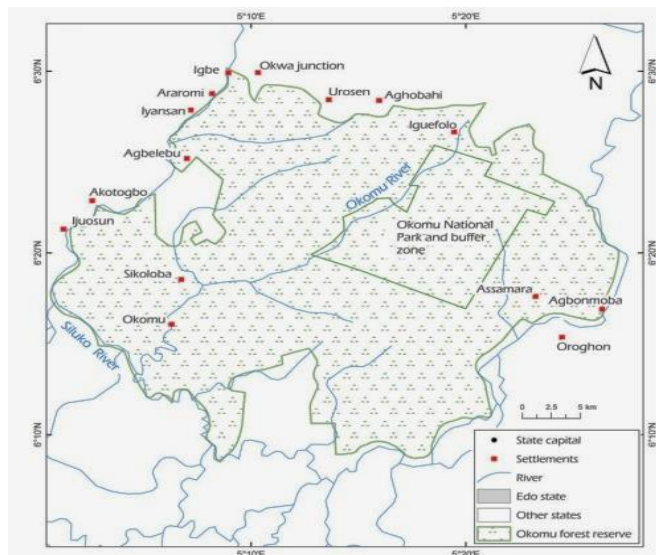 5°10'E
5°20'E
6°30'N
Igbe
Okwa junction
N
Araromi
Urosen
Aghobahi
Iyansan
Iguefolo
Agbelebu
Okomu River
Akotogbo
Okomu National
Park and buffer
zone
Ijuosun
6°20'N
Sikoloba
Assamara
Agbonmoba
Okomu
Siluko River
Oroghon
0 2.5 5 km
6°10'N
State capital
Settlements
River
Edo state
Other states
Okomu forest reserve
5°10'E
5°20'E